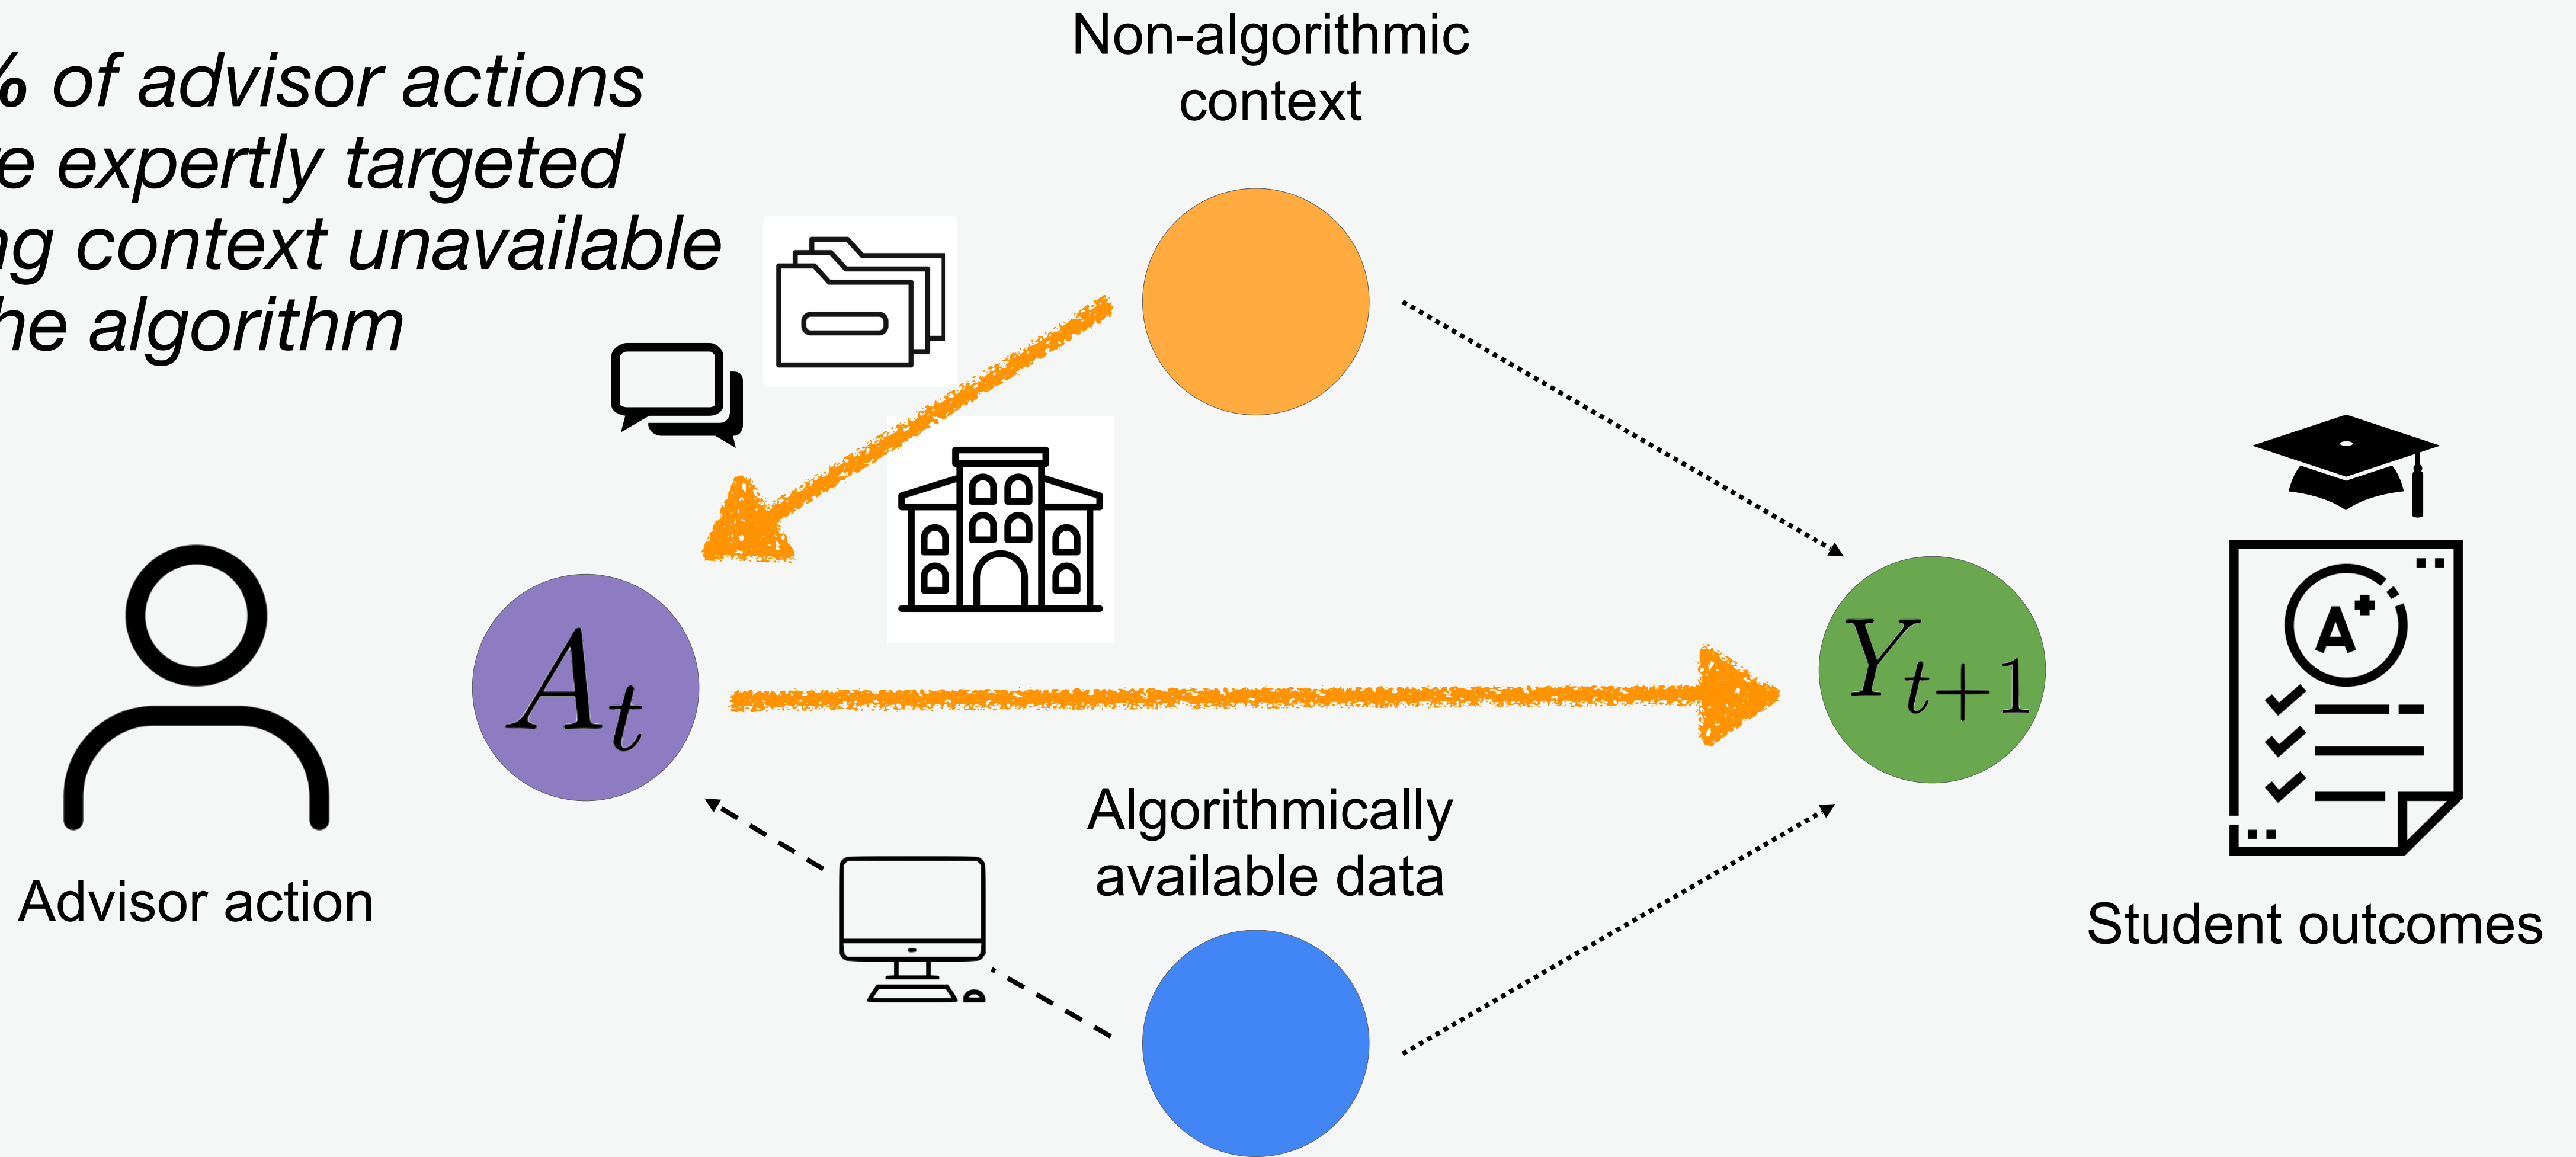 % of advisor actions
e expertly targeted
ng context unavailable
he algorithm
Non-algorithmic
context
A_t
Y_{t+1}
A+
Advisor action
Algorithmically
available data
Student outcomes